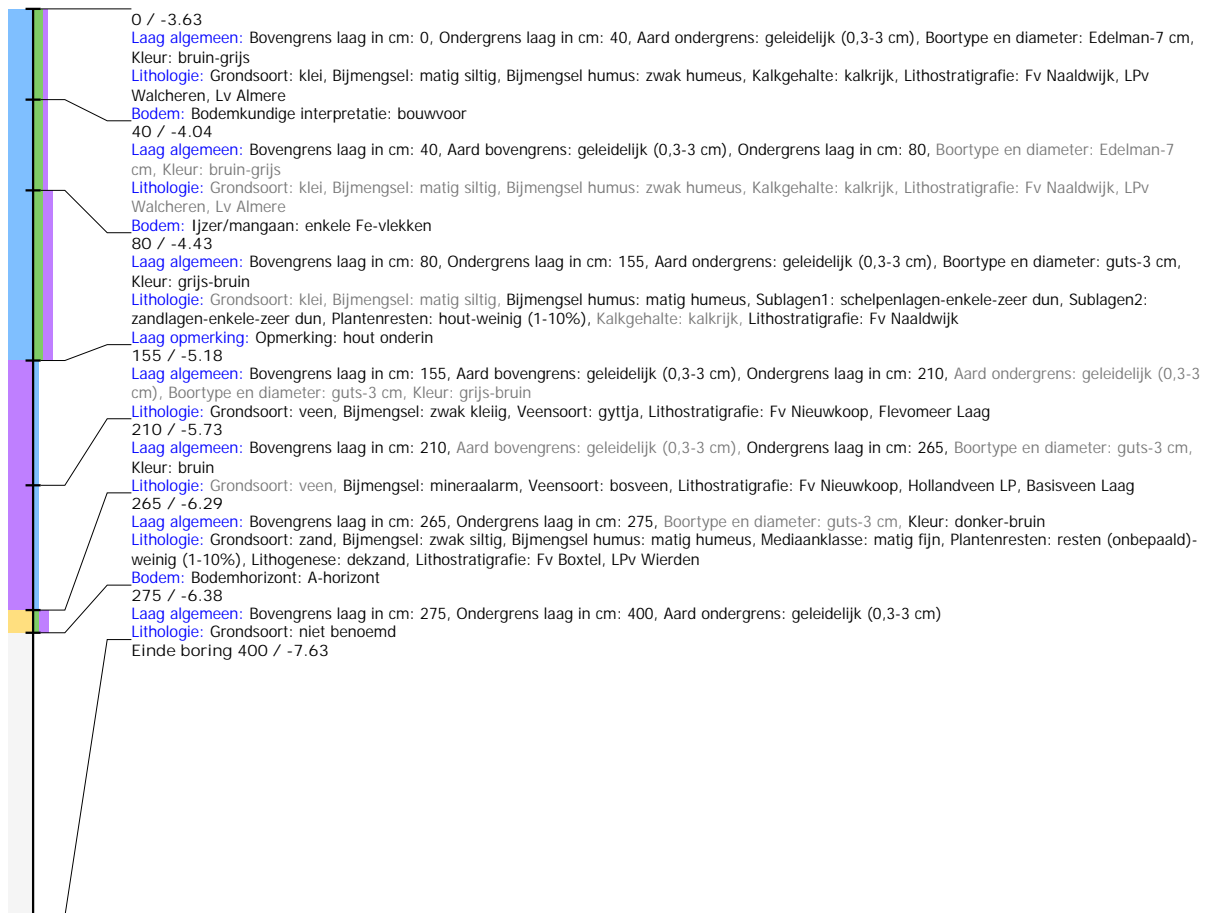 0 / -3.63
Laag algemeen: Bovengrens laag in cm: 0, Ondergrens laag in cm: 40, Aard ondergrens: geleidelijk (0,3-3 cm), Boortype en diameter: Edelman-7 cm,
Kleur: bruin-grijs
Lithologie: Grondsoort: klei, Bijmengsel: matig siltig, Bijmengsel humus: zwak humeus, Kalkgehalte: kalkrijk, Lithostratigrafie: Fv Naaldwijk, LPv
Walcheren, Lv Almere
Bodem: Bodemkundige interpretatie: bouwvoor
40 / -4.04
Laag algemeen: Bovengrens laag in cm: 40, Aard bovengrens: geleidelijk (0,3-3 cm), Ondergrens laag in cm: 80, Boortype en diameter: Edelman-7
cm, Kleur: bruin-grijs
Lithologie: Grondsoort: klei, Bijmengsel: matig siltig, Bijmengsel humus: zwak humeus, Kalkgehalte: kalkrijk, Lithostratigrafie: Fv Naaldwijk, LPv
Walcheren, Lv Almere
Bodem: Ijzer/mangaan: enkele Fe-vlekken
80 / -4.43
Laag algemeen: Bovengrens laag in cm: 80, Ondergrens laag in cm: 155, Aard ondergrens: geleidelijk (0,3-3 cm), Boortype en diameter: guts-3 cm,
Kleur: grijs-bruin
Lithologie: Grondsoort: klei, Bijmengsel: matig siltig, Bijmengsel humus: matig humeus, Sublagen1: schelpenlagen-enkele-zeer dun, Sublagen2:
zandlagen-enkele-zeer dun, Plantenresten: hout-weinig (1-10%), Kalkgehalte: kalkrijk, Lithostratigrafie: Fv Naaldwijk
Laag opmerking: Opmerking: hout onderin
155 / -5.18
Laag algemeen: Bovengrens laag in cm: 155, Aard bovengrens: geleidelijk (0,3-3 cm), Ondergrens laag in cm: 210, Aard ondergrens: geleidelijk (0,3-3
cm), Boortype en diameter: guts-3 cm, Kleur: grijs-bruin
Lithologie: Grondsoort: veen, Bijmengsel: zwak kleiig, Veensoort: gyttja, Lithostratigrafie: Fv Nieuwkoop, Flevomeer Laag
210 / -5.73
Laag algemeen: Bovengrens laag in cm: 210, Aard bovengrens: geleidelijk (0,3-3 cm), Ondergrens laag in cm: 265, Boortype en diameter: guts-3 cm,
Kleur: bruin
Lithologie: Grondsoort: veen, Bijmengsel: mineraalarm, Veensoort: bosveen, Lithostratigrafie: Fv Nieuwkoop, Hollandveen LP, Basisveen Laag
265 / -6.29
Laag algemeen: Bovengrens laag in cm: 265, Ondergrens laag in cm: 275, Boortype en diameter: guts-3 cm, Kleur: donker-bruin
Lithologie: Grondsoort: zand, Bijmengsel: zwak siltig, Bijmengsel humus: matig humeus, Mediaanklasse: matig fijn, Plantenresten: resten (onbepaald)-
weinig (1-10%), Lithogenese: dekzand, Lithostratigrafie: Fv Boxtel, LPv Wierden
Bodem: Bodemhorizont: A-horizont
275 / -6.38
Laag algemeen: Bovengrens laag in cm: 275, Ondergrens laag in cm: 400, Aard ondergrens: geleidelijk (0,3-3 cm)
Lithologie: Grondsoort: niet benoemd
Einde boring 400 / -7.63